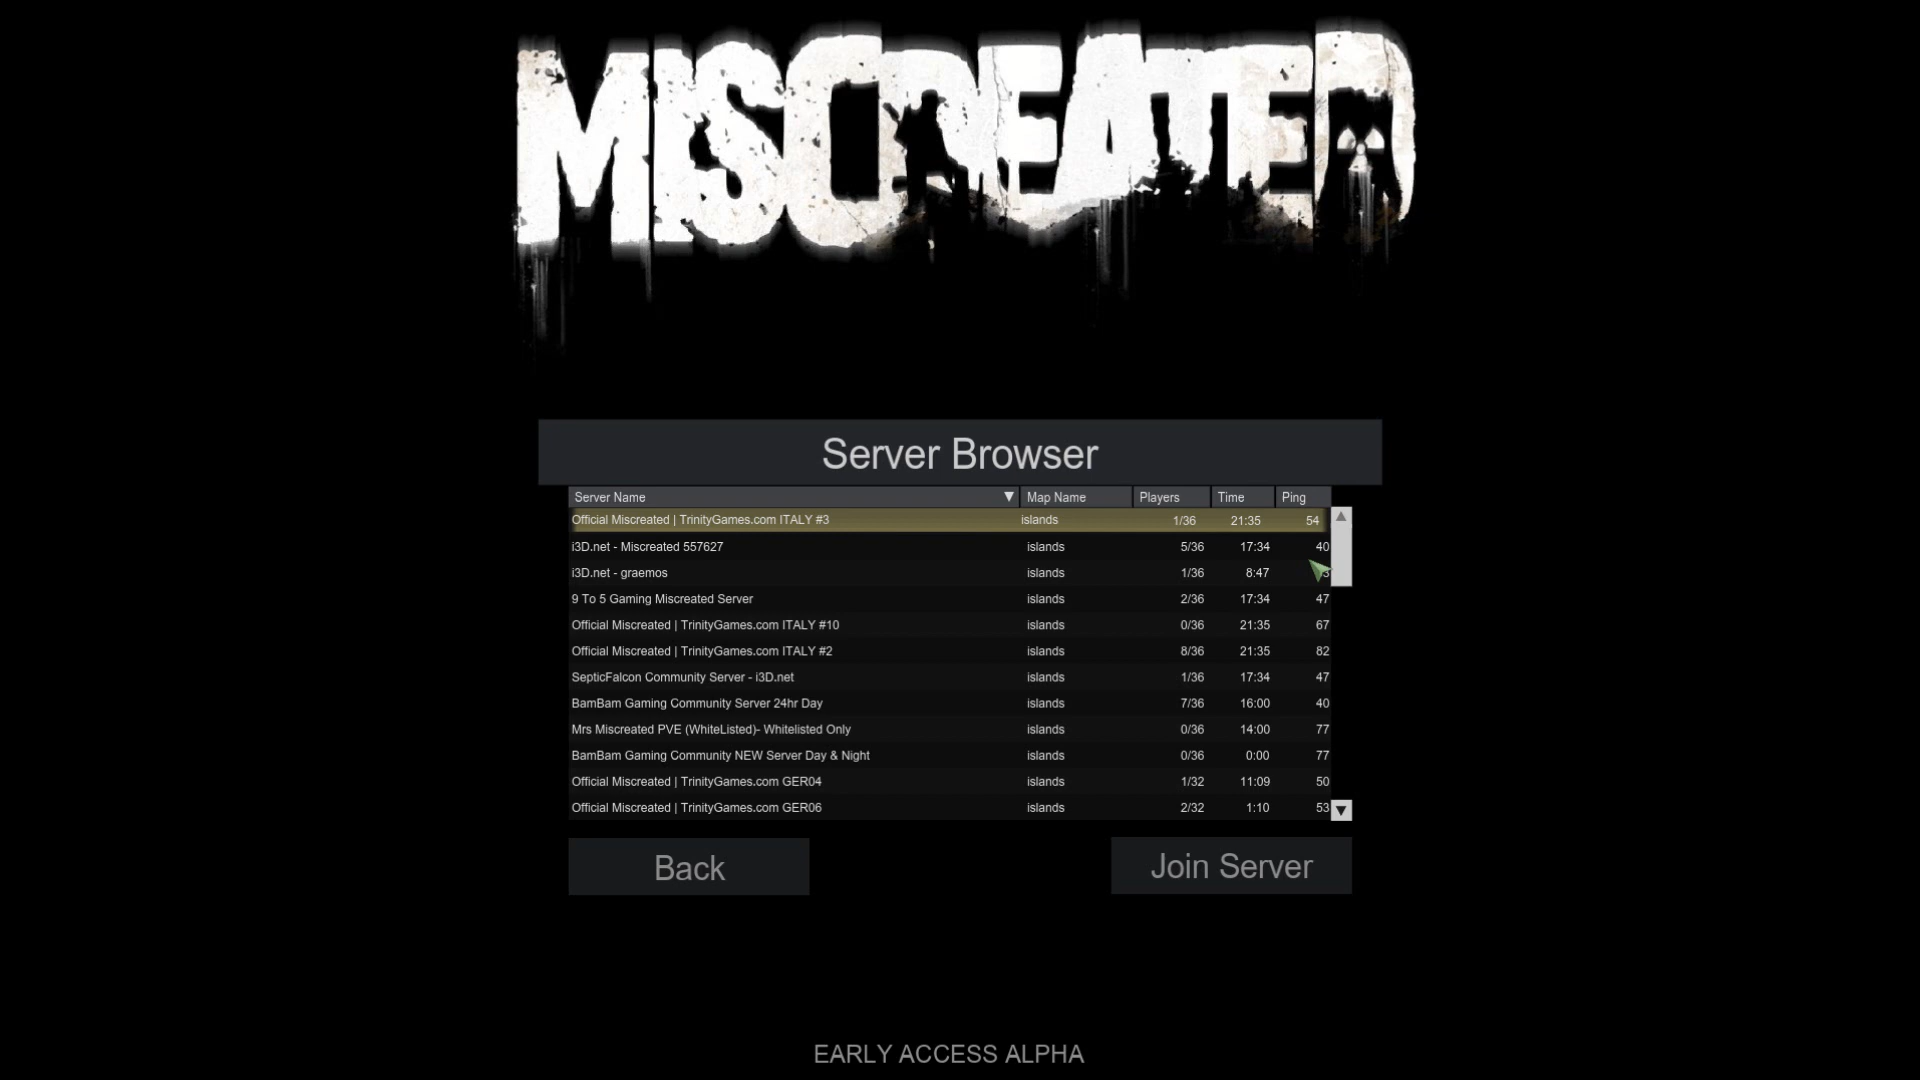 MISCREATED
Server Browser
Server Name ▼ Map Name Players Time Ping
Official Miscreated | TrinityGames.com ITALY #3 islands 1/36 21:35 54
i3D.net - Miscreated 557627 islands 5/36 17:34 40
i3D.net - graemos islands 1/36 8:47
9 To 5 Gaming Miscreated Server islands 2/36 17:34 47
Official Miscreated | TrinityGames.com ITALY #10 islands 0/36 21:35 67
Official Miscreated | TrinityGames.com ITALY #2 islands 8/36 21:35 82
SepticFalcon Community Server - i3D.net islands 1/36 17:34 47
BamBam Gaming Community Server 24hr Day islands 7/36 16:00 40
Mrs Miscreated PVE (WhiteListed)- Whitelisted Only islands 0/36 14:00 77
BamBam Gaming Community NEW Server Day & Night islands 0/36 0:00 77
Official Miscreated | TrinityGames.com GER04 islands 1/32 11:09 50
Official Miscreated | TrinityGames.com GER06 islands 2/32 1:10 53
Back Join Server
EARLY ACCESS ALPHA